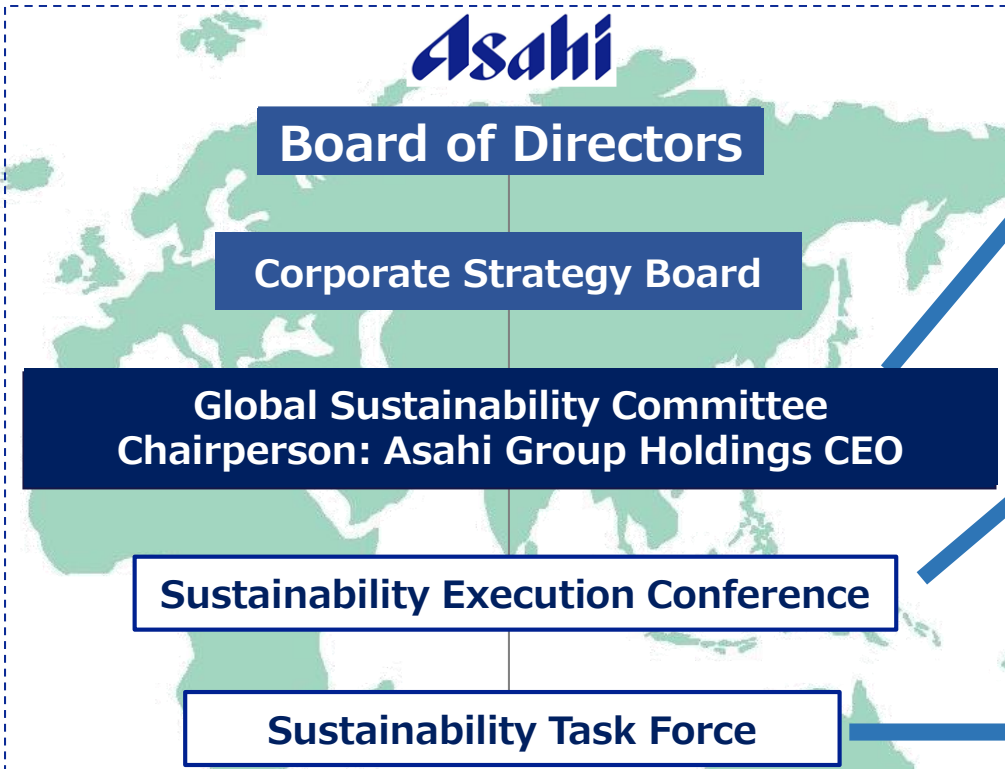 Asahi
Board of Directors
Corporate Strategy Board
Global Sustainability Committee
Chairperson: Asahi Group Holdings CEO
Sustainability Execution Conference
Sustainability Task Force